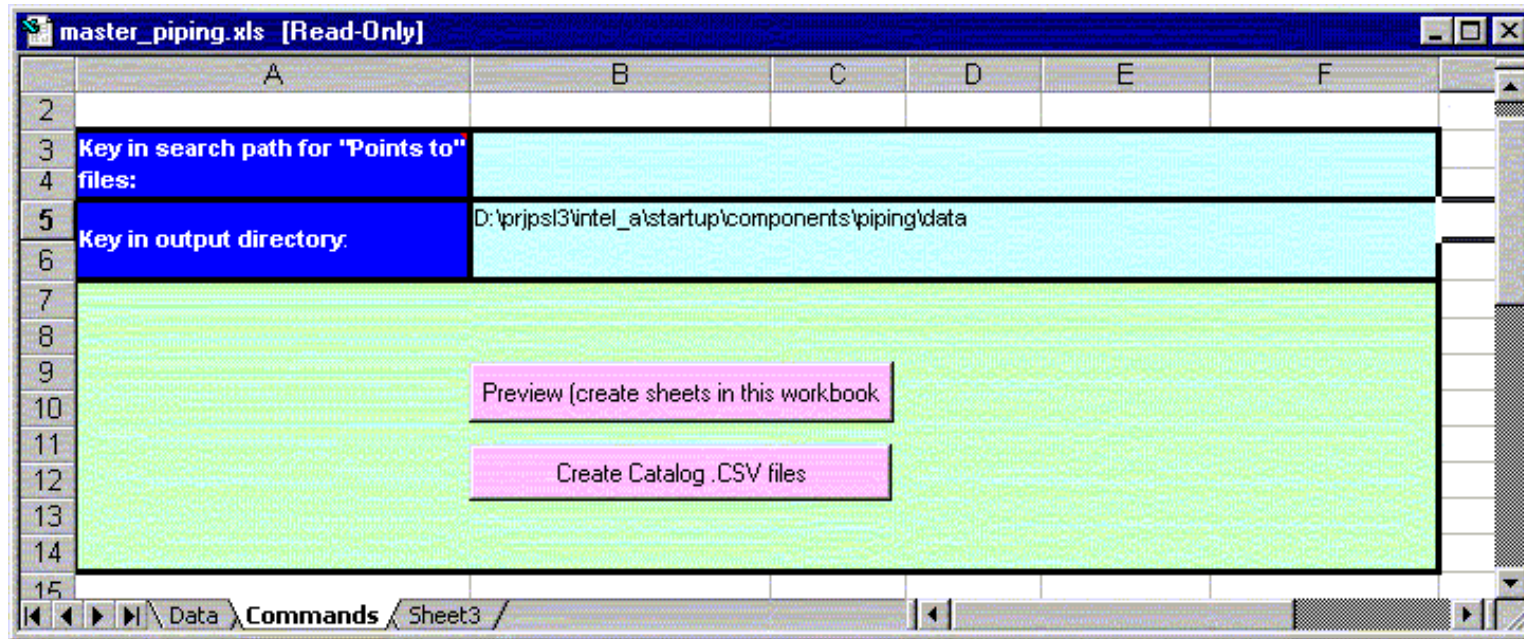 master_piping.xls [Read-Only]
A B C D E F
2
3 Key in search path for "Points to"
4 files:
5 D:\prjpsl3\intel_a\startup\components\piping\data
Key in output directory:
6
7
8
9
Preview (create sheets in this workbook
10
11
12 Create Catalog .CSV files
13
14
15
Data Commands Sheet3